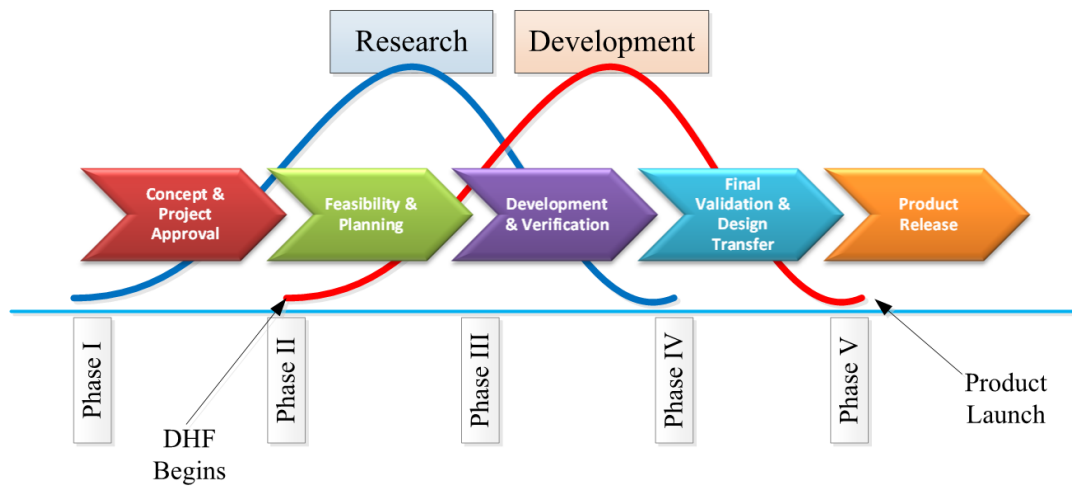 Research
Development
Concept &
Project
Approval
Feasibility &
Planning
Development
& Verification
Final
Validation &
Design
Transfer
Product
Release
Phase I
Phase II
Phase III
Phase IV
Phase V
DHF
Begins
Product
Launch